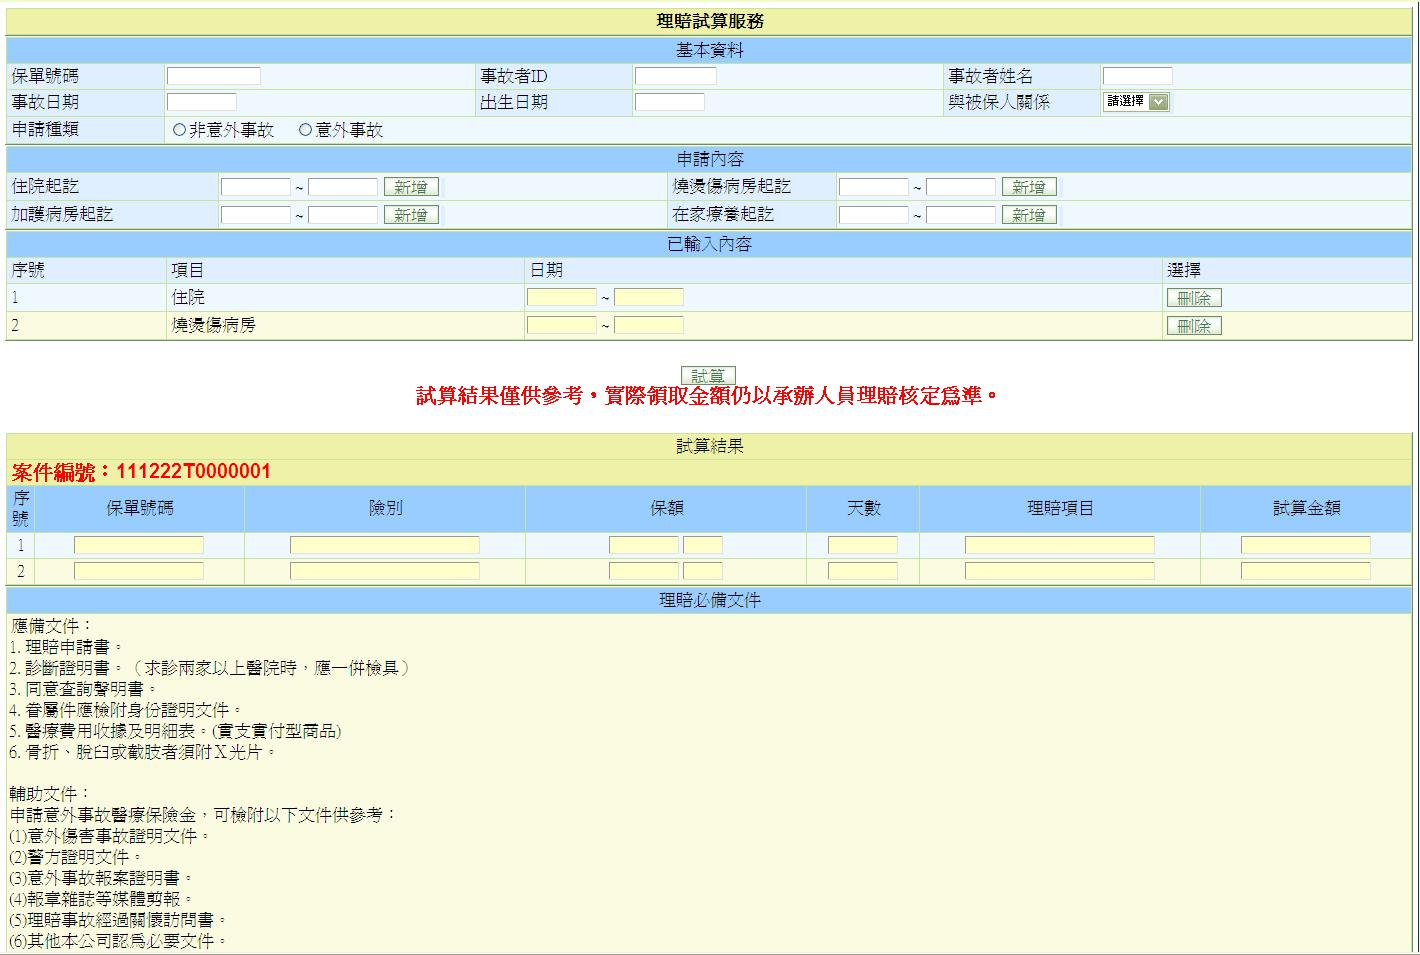 理賠試算服務
基本資料
保單號碼 事故者ID 事故者姓名
事故日期 出生日期 與被保人關係 請選擇
申請種類 非意外事故 意外事故
申請內容
住院起訖 ~ 新增 燒燙傷病房起訖 ~ 新增
加護病房起訖 ~ 新增 在家療養起訖 ~ 新增
已輸入內容
序號 項目 日期 選擇
1 住院 ~ 刪除
2 燒燙傷病房 ~ 刪除
試算
試算結果僅供參考，實際領取金額仍以承辦人員理賠核定為準。
試算結果
案件編號：111222T0000001
序號 保單號碼 險別 保額 天數 理賠項目 試算金額
1
2
理賠必備文件
應備文件：
1. 理賠申請書。
2. 診斷證明書。（求診兩家以上醫院時，應一併檢具）
3. 同意查詢聲明書。
4. 眷屬件應檢附身份證明文件。
5. 醫療費用收據及明細表。(實支實付型商品)
6. 骨折、脫臼或截肢者須附Ｘ光片。
輔助文件：
申請意外事故醫療保險金，可檢附以下文件供參考：
(1)意外傷害事故證明文件。
(2)警方證明文件。
(3)意外事故報案證明書。
(4)報章雜誌等媒體剪報。
(5)理賠事故經過關懷訪問書。
(6)其他本公司認為必要文件。